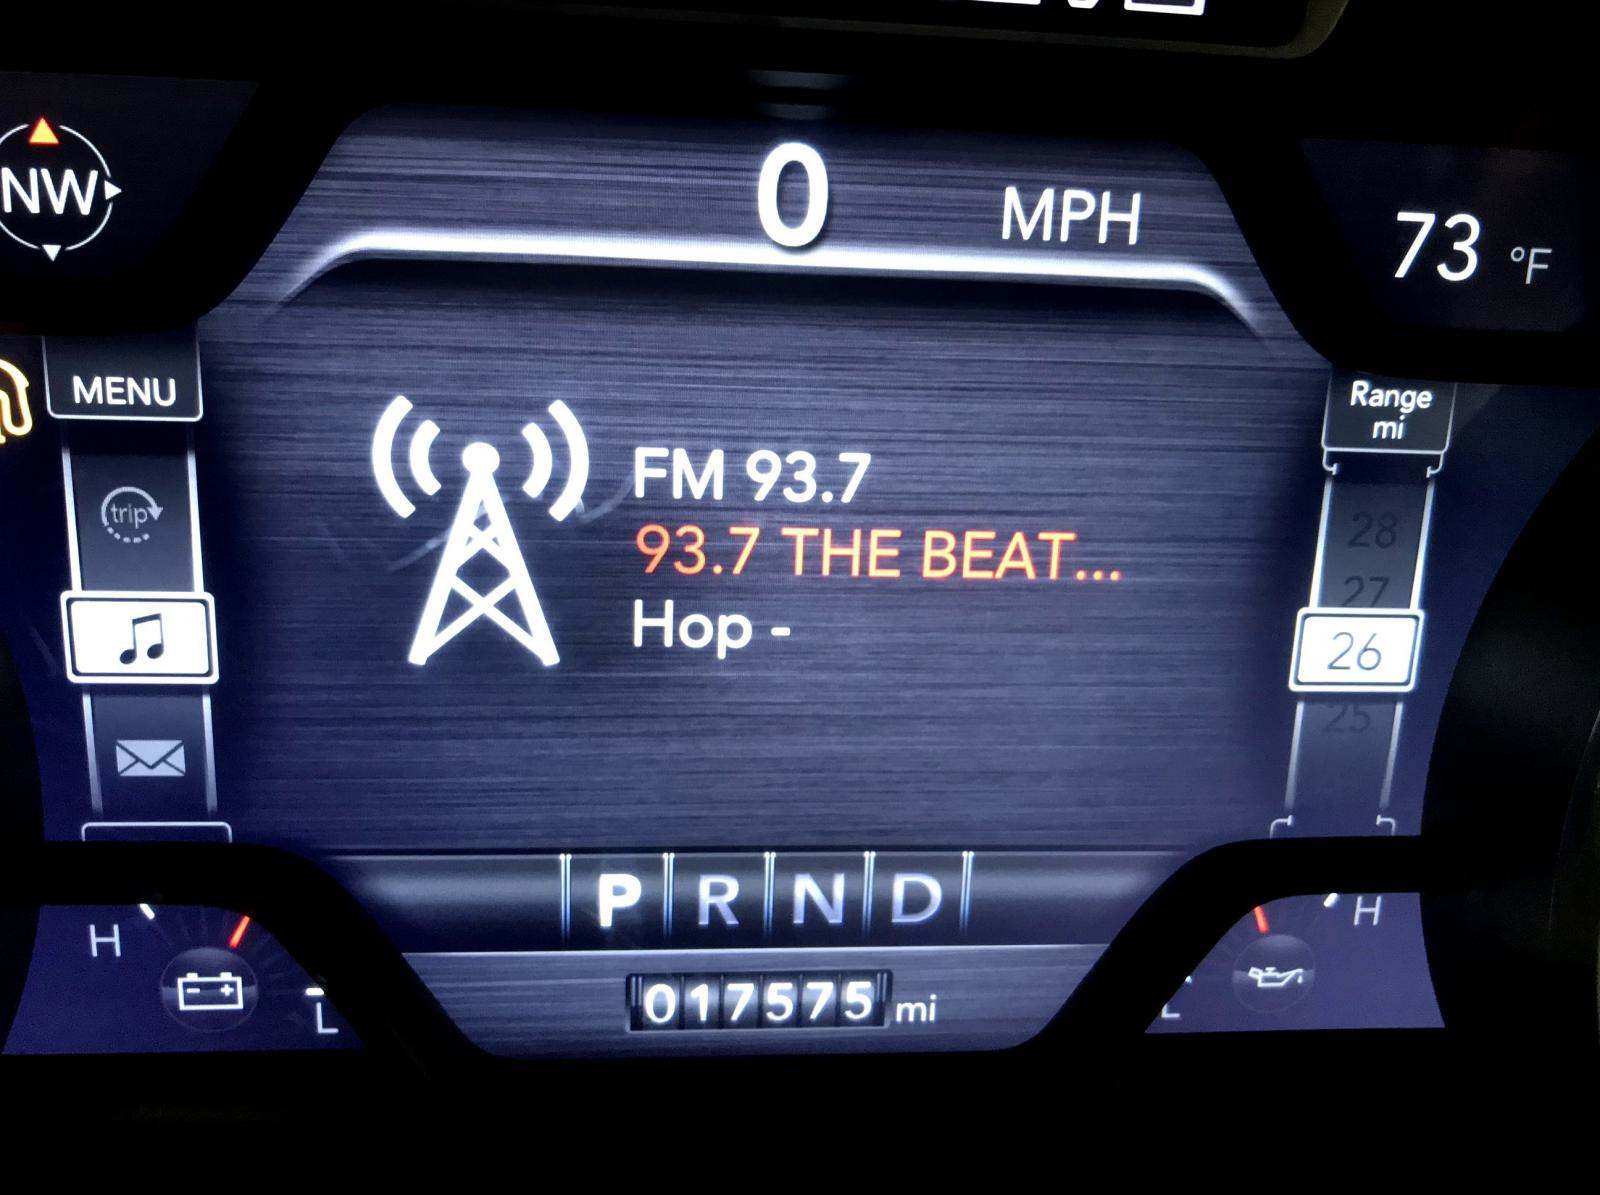 NW
0 MPH
73 °F
MENU
Range
mi
trip
FM 93.7
93.7 THE BEAT...
Hop -
28
27
26
25
P R N D
H
L
017575 mi
H
L